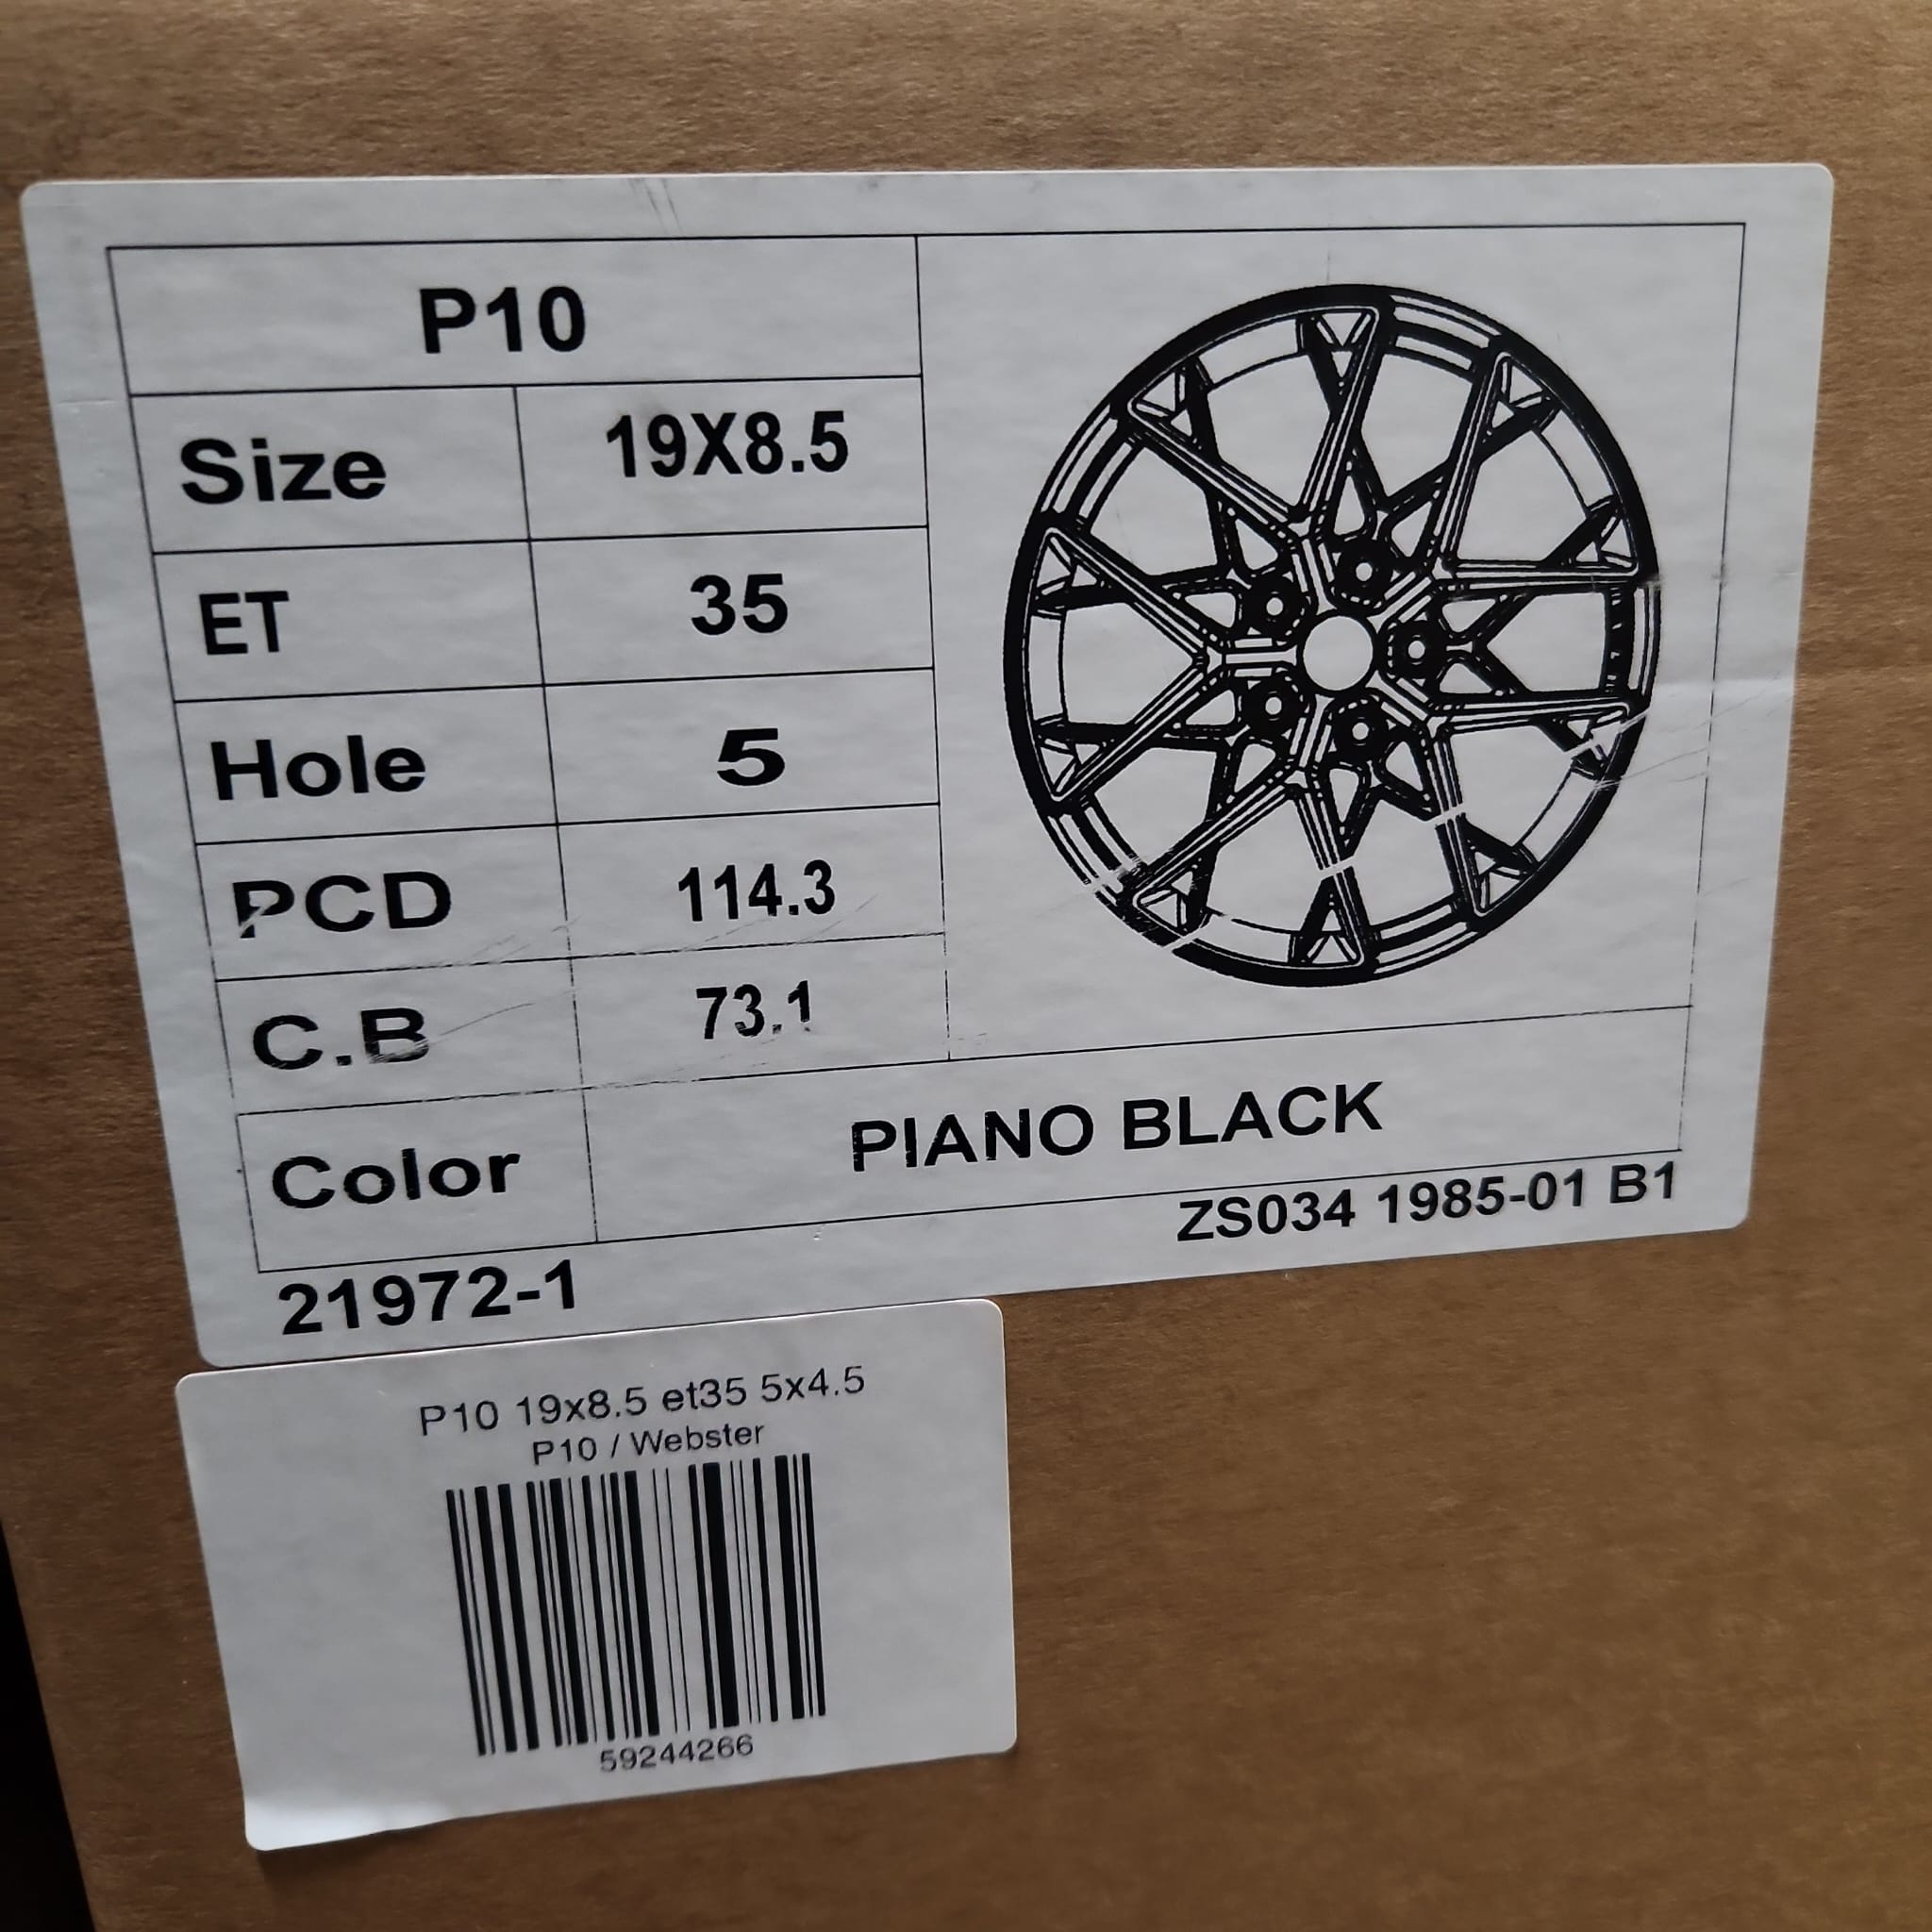 P10
Size 19X8.5
ET 35
Hole 5
PCD 114.3
C.B 73.1
Color PIANO BLACK
21972-1 ZS034 1985-01 B1
P10 19x8.5 et35 5x4.5
P10 / Webster
59244266